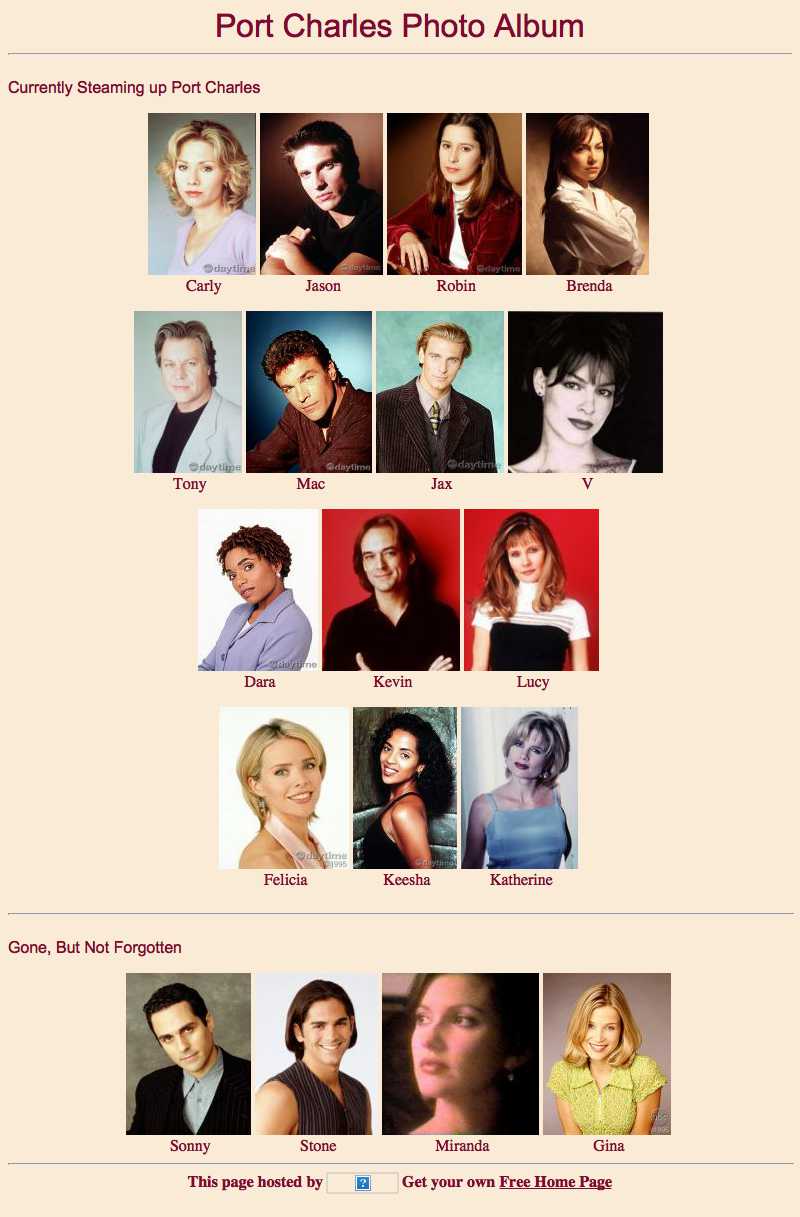 Port Charles Photo Album
Currently Steaming up Port Charles
daytime daytime daytime
Carly Jason Robin Brenda
daytime daytime daytime
Tony Mac Jax V
daytime
Dara Kevin Lucy
daytime daytime
©1995
Felicia Keesha Katherine
Gone, But Not Forgotten
abc
Sonny Stone Miranda Gina
This page hosted by ? Get your own Free Home Page